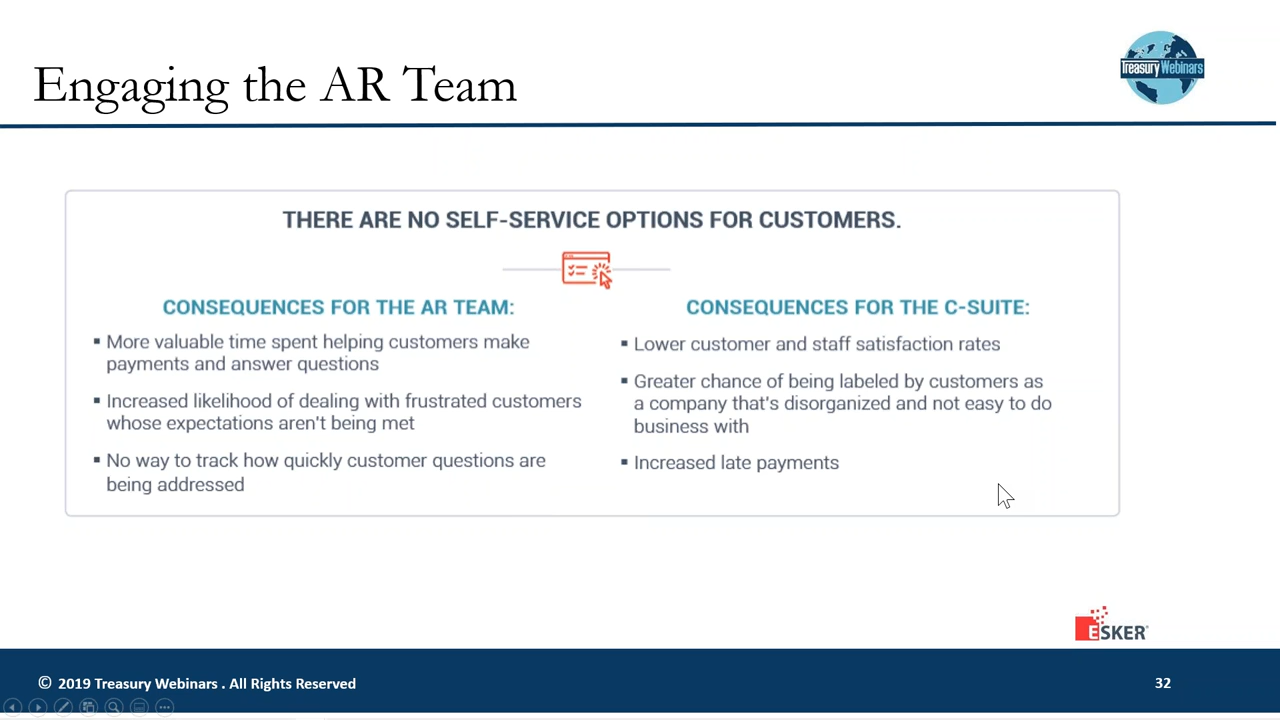 Engaging the AR Team
Treasury Webinars
THERE ARE NO SELF-SERVICE OPTIONS FOR CUSTOMERS.
CONSEQUENCES FOR THE AR TEAM:
▪ More valuable time spent helping customers make
payments and answer questions
▪ Increased likelihood of dealing with frustrated customers
whose expectations aren't being met
▪ No way to track how quickly customer questions are
being addressed
CONSEQUENCES FOR THE C-SUITE:
▪ Lower customer and staff satisfaction rates
▪ Greater chance of being labeled by customers as
a company that's disorganized and not easy to do
business with
▪ Increased late payments
ESKER®
© 2019 Treasury Webinars . All Rights Reserved
32